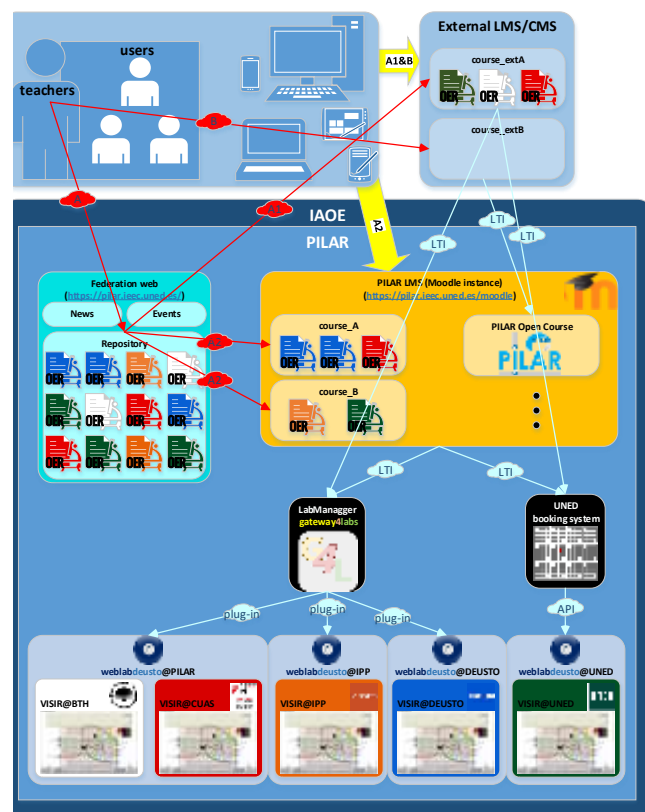 users
teachers
External LMS/CMS
course_extA
OER OER OER
course_extB
A1&B
B
A
A1
A2
IAOE
PILAR
LTI
LTI
LTI
Federation web
(https://pilar.ieec.uned.es/)
News
Events
Repository
OER OER OER OER
OER OER OER OER
OER OER OER OER
A2
A2
PILAR LMS (Moodle instance)
(https://pilar.ieec.uned.es/moodle)
course_A
OER OER OER
course_B
OER OER
PILAR Open Course
PILAR
LTI
LTI
LabManagger
gateway4labs
UNED
booking system
plug-in
plug-in
plug-in
API
weblabdeusto@PILAR
weblabdeusto@IPP
weblabdeusto@DEUSTO
weblabdeusto@UNED
VISIR@BTH
VISIR@CUAS
VISIR@IPP
VISIR@DEUSTO
VISIR@UNED